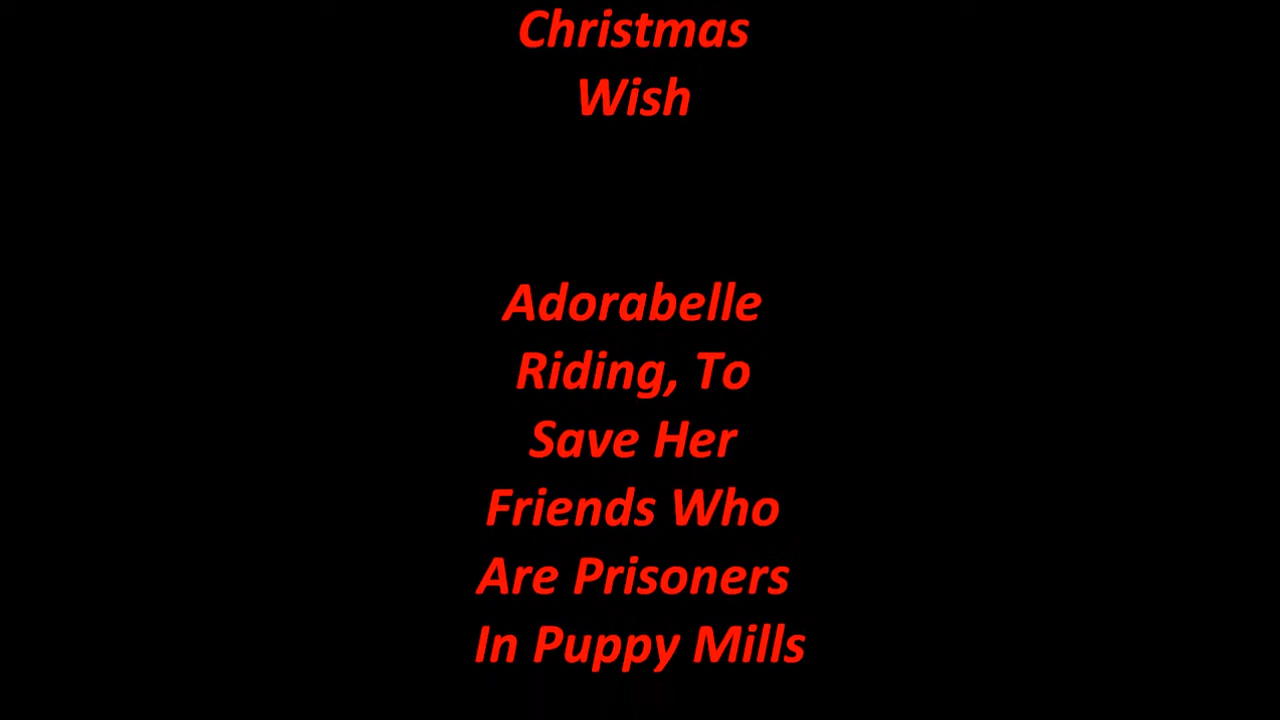 Christmas
Wish
Adorabelle
Riding, To
Save Her
Friends Who
Are Prisoners
In Puppy Mills